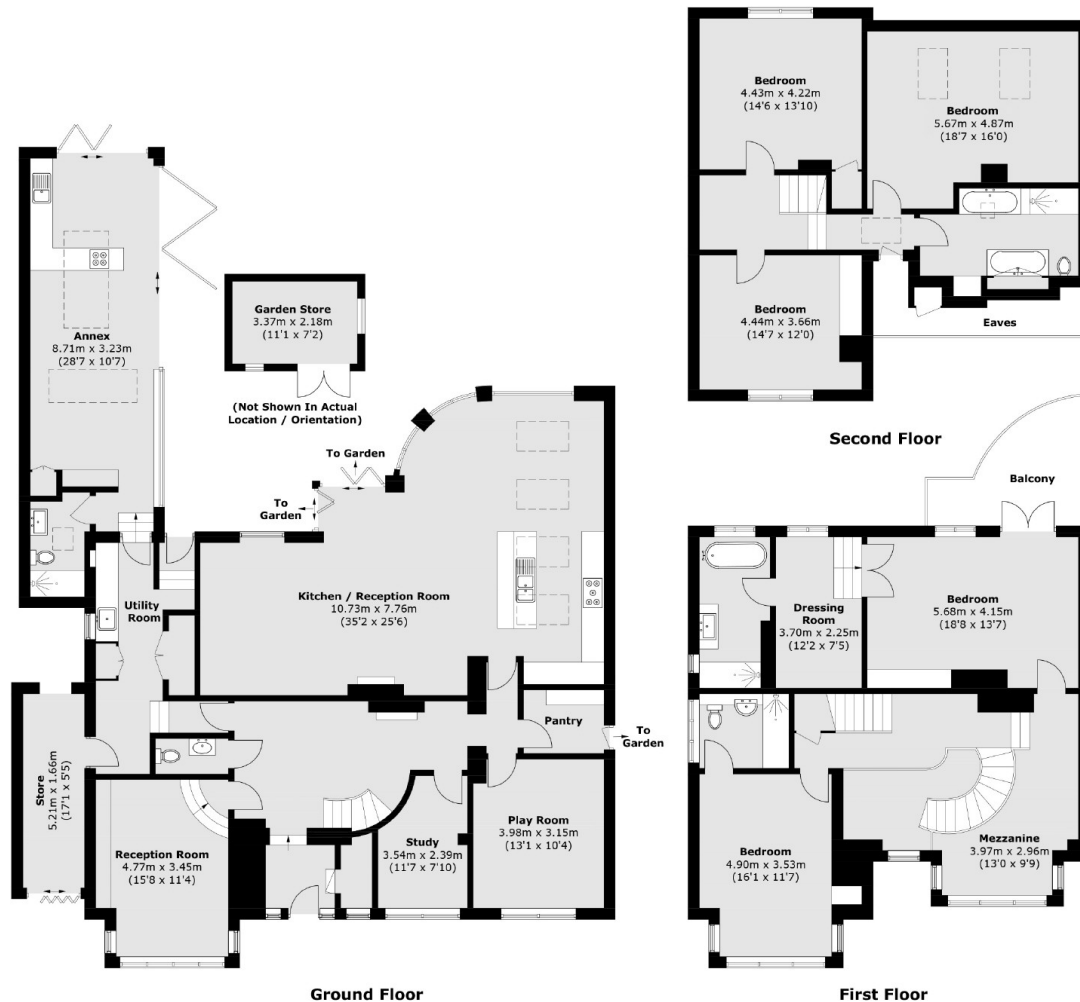 Bedroom
4.43m x 4.22m
(14'6 x 13'10)
Bedroom
5.67m x 4.87m
(18'7 x 16'0)
Bedroom
4.44m x 3.66m
(14'7 x 12'0)
Eaves
Second Floor
Annex
8.71m x 3.23m
(28'7 x 10'7)
Garden Store
3.37m x 2.18m
(11'1 x 7'2)
(Not Shown In Actual
Location / Orientation)
To Garden
To
Garden
Kitchen / Reception Room
10.73m x 7.76m
(35'2 x 25'6)
Utility
Room
Pantry
To
Garden
Store
5.21m x 1.66m
(17'1 x 5'5)
Reception Room
4.77m x 3.45m
(15'8 x 11'4)
Study
3.54m x 2.39m
(11'7 x 7'10)
Play Room
3.98m x 3.15m
(13'1 x 10'4)
Ground Floor
Balcony
Dressing
Room
3.70m x 2.25m
(12'2 x 7'5)
Bedroom
5.68m x 4.15m
(18'8 x 13'7)
Bedroom
4.90m x 3.53m
(16'1 x 11'7)
Mezzanine
3.97m x 2.96m
(13'0 x 9'9)
First Floor